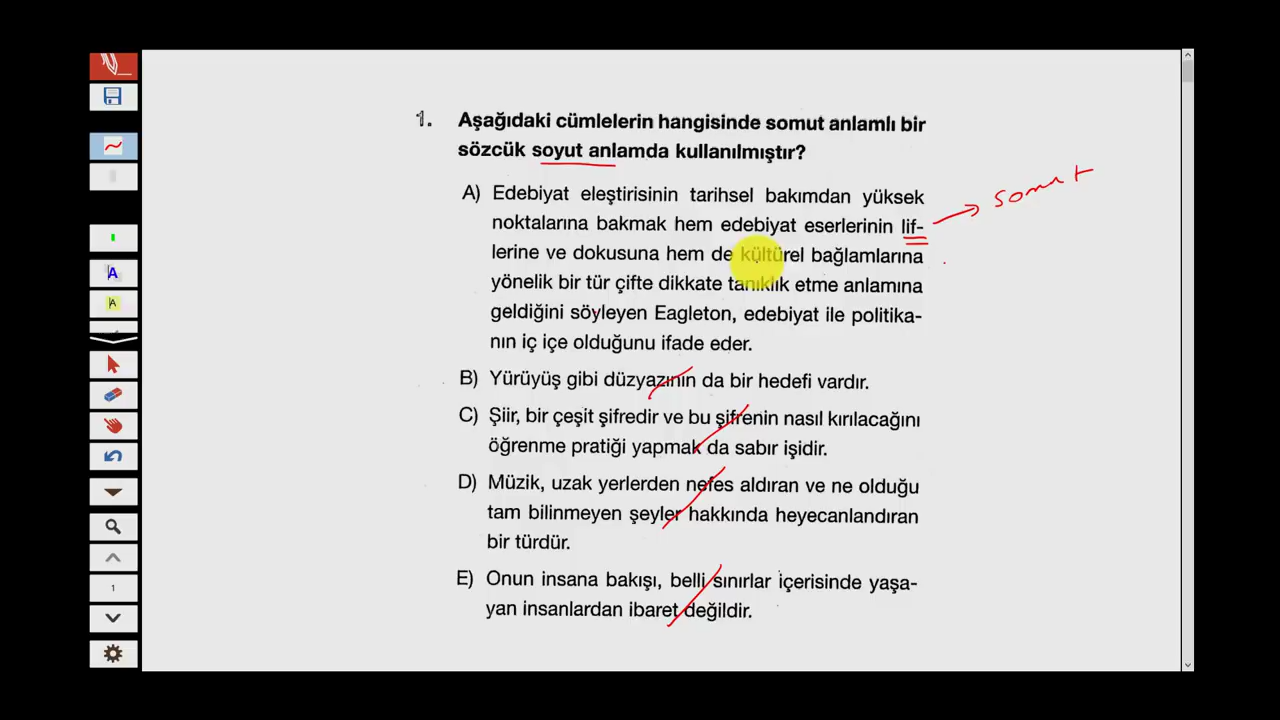 1. Aşağıdaki cümlelerin hangisinde somut anlamlı bir
sözcük soyut anlamda kullanılmıştır?
A) Edebiyat eleştirisinin tarihsel bakımdan yüksek
noktalarına bakmak hem edebiyat eserlerinin lif-
lerine ve dokusuna hem de kültürel bağlamlarına
yönelik bir tür çifte dikkate tanıklık etme anlamına
geldiğini söyleyen Eagleton, edebiyat ile politika-
nın iç içe olduğunu ifade eder.
somut
B) Yürüyüş gibi düzyazının da bir hedefi vardır.
C) Şiir, bir çeşit şifredir ve bu şifrenin nasıl kırılacağını
öğrenme pratiği yapmak da sabır işidir.
D) Müzik, uzak yerlerden nefes aldıran ve ne olduğu
tam bilinmeyen şeyler hakkında heyecanlandıran
bir türdür.
E) Onun insana bakışı, belli sınırlar içerisinde yaşa-
yan insanlardan ibaret değildir.
A
A
1